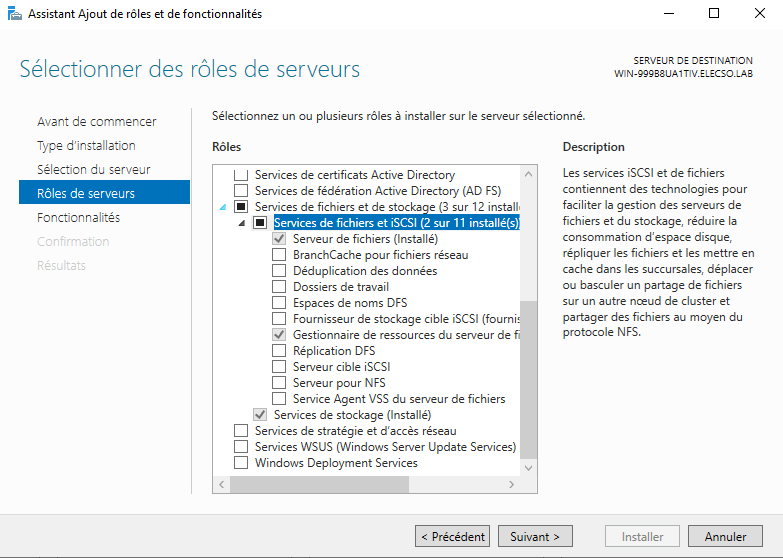 Assistant Ajout de rôles et de fonctionnalités
Sélectionner des rôles de serveurs
SERVEUR DE DESTINATION
WIN-999B8UA1TIV.ELECSO.LAB
Avant de commencer
Type d'installation
Sélection du serveur
Rôles de serveurs
Fonctionnalités
Confirmation
Résultats
Sélectionnez un ou plusieurs rôles à installer sur le serveur sélectionné.
Rôles
Services de certificats Active Directory
Services de fédération Active Directory (AD FS)
Services de fichiers et de stockage (3 sur 12 install
Services de fichiers et iSCSI (2 sur 11 installé(s)
Serveur de fichiers (Installé)
BranchCache pour fichiers réseau
Déduplication des données
Dossiers de travail
Espaces de noms DFS
Fournisseur de stockage cible iSCSI (fournis
Gestionnaire de ressources du serveur de fi
Réplication DFS
Serveur cible iSCSI
Serveur pour NFS
Service Agent VSS du serveur de fichiers
Services de stockage (Installé)
Services de stratégie et d'accès réseau
Services WSUS (Windows Server Update Services)
Windows Deployment Services
Description
Les services iSCSI et de fichiers
contiennent des technologies pour
faciliter la gestion des serveurs de
fichiers et du stockage, réduire la
consommation d'espace disque,
répliquer les fichiers et les mettre en
cache dans les succursales, déplacer
ou basculer un partage de fichiers
sur un autre nœud de cluster et
partager des fichiers au moyen du
protocole NFS.
< Précédent
Suivant >
Installer
Annuler